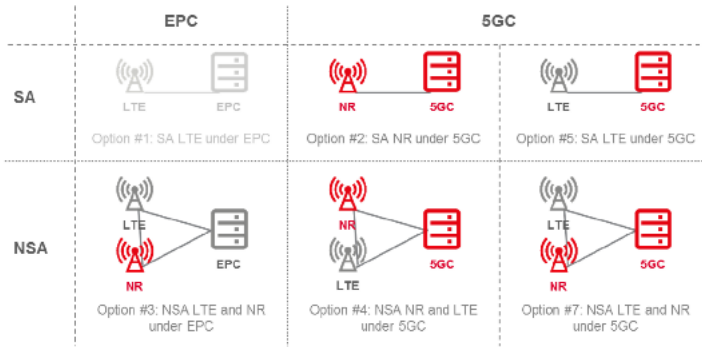 EPC
5GC
SA
LTE
EPC
Option #1: SA LTE under EPC
NR
5GC
Option #2: SA NR under 5GC
LTE
5GC
Option #5: SA LTE under 5GC
NSA
LTE
NR
EPC
Option #3: NSA LTE and NR
under EPC
NR
LTE
5GC
Option #4: NSA NR and LTE
under 5GC
LTE
NR
5GC
Option #7: NSA LTE and NR
under 5GC